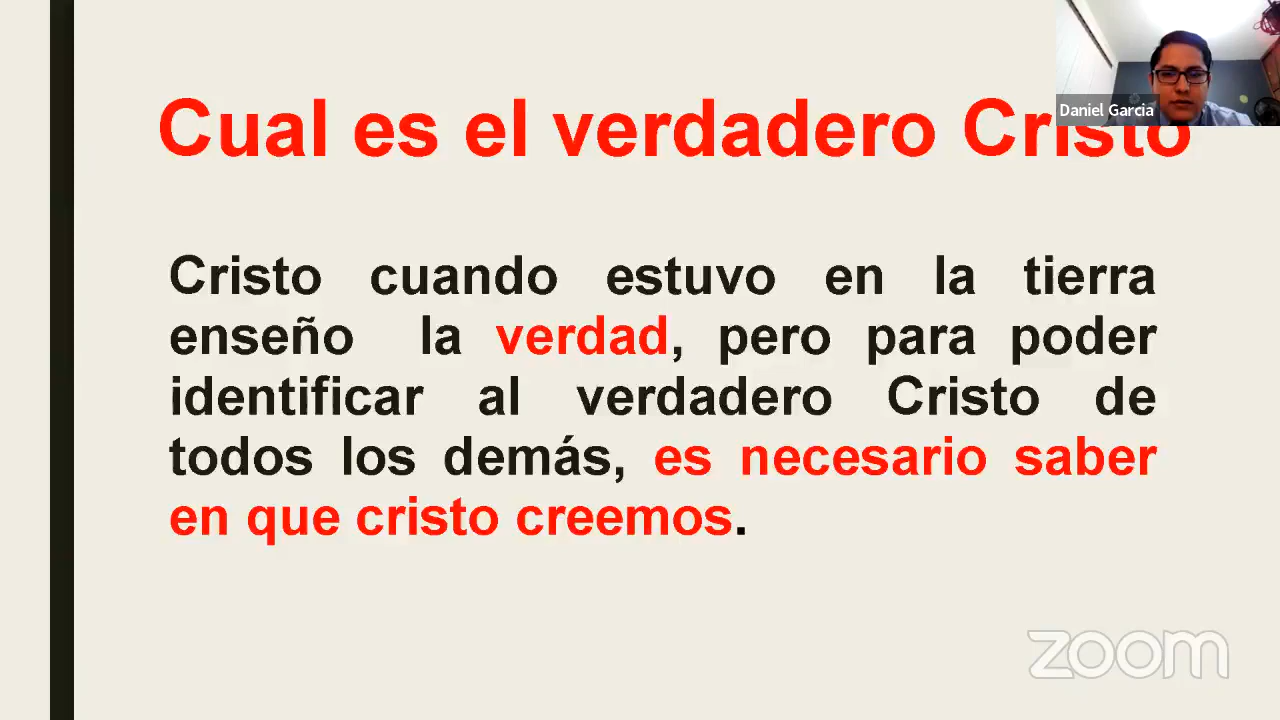 Cual es el verdadero Cristo
Daniel Garcia
Cristo cuando estuvo en la tierra
enseño la verdad, pero para poder
identificar al verdadero Cristo de
todos los demás, es necesario saber
en que cristo creemos.
zoom